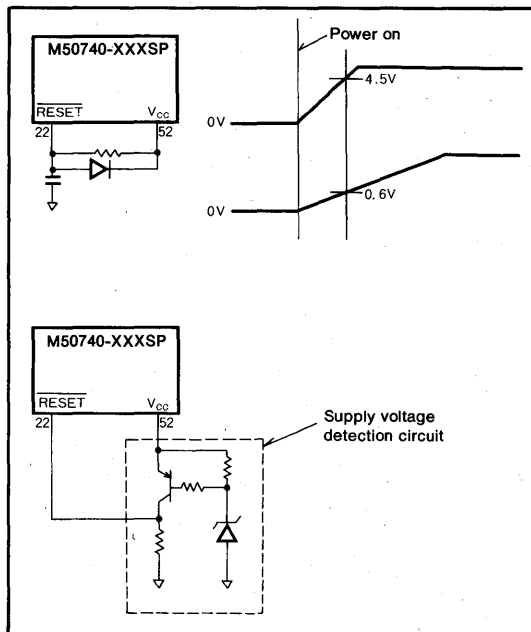 M50740-XXXSP
RESET
VCC
22
52
Power on
4.5V
0V
0.6V
0V
M50740-XXXSP
RESET
VCC
22
52
Supply voltage
detection circuit